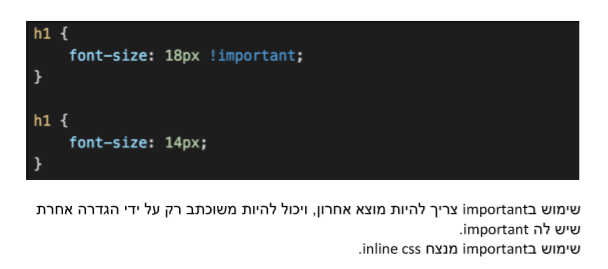 h1 {
    font-size: 18px !important;
}
h1 {
    font-size: 14px;
}
שימוש בimportant צריך להיות מוצא אחרון, ויכול להיות משוכתב רק על ידי הגדרה אחרת
שיש לה important.
שימוש בimportant מנצח inline css.